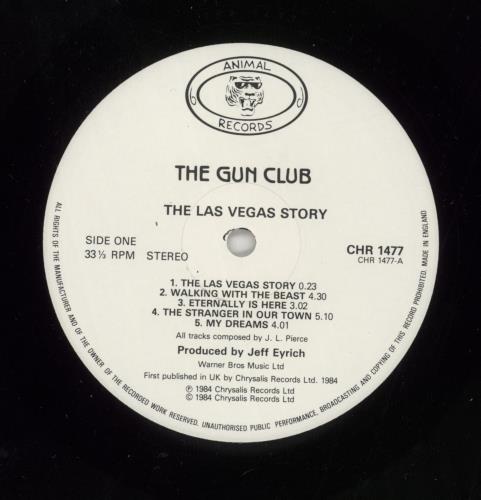 ANIMAL
RECORDS
THE GUN CLUB
THE LAS VEGAS STORY
SIDE ONE
33⅓ RPM STEREO
CHR 1477
CHR 1477-A
1. THE LAS VEGAS STORY 0.23
2. WALKING WITH THE BEAST 4.30
3. ETERNALLY IS HERE 3.02
4. THE STRANGER IN OUR TOWN 5.10
5. MY DREAMS 4.01
All tracks composed by J. L. Pierce
Produced by Jeff Eyrich
Warner Bros Music Ltd
First published in UK by Chrysalis Records Ltd. 1984
℗ 1984 Chrysalis Records Ltd
© 1984 Chrysalis Records Ltd
ALL RIGHTS OF THE MANUFACTURER AND OF THE OWNER OF THE RECORDED WORK RESERVED. UNAUTHORISED PUBLIC PERFORMANCE, BROADCASTING AND COPYING OF THIS RECORD PROHIBITED. MADE IN ENGLAND